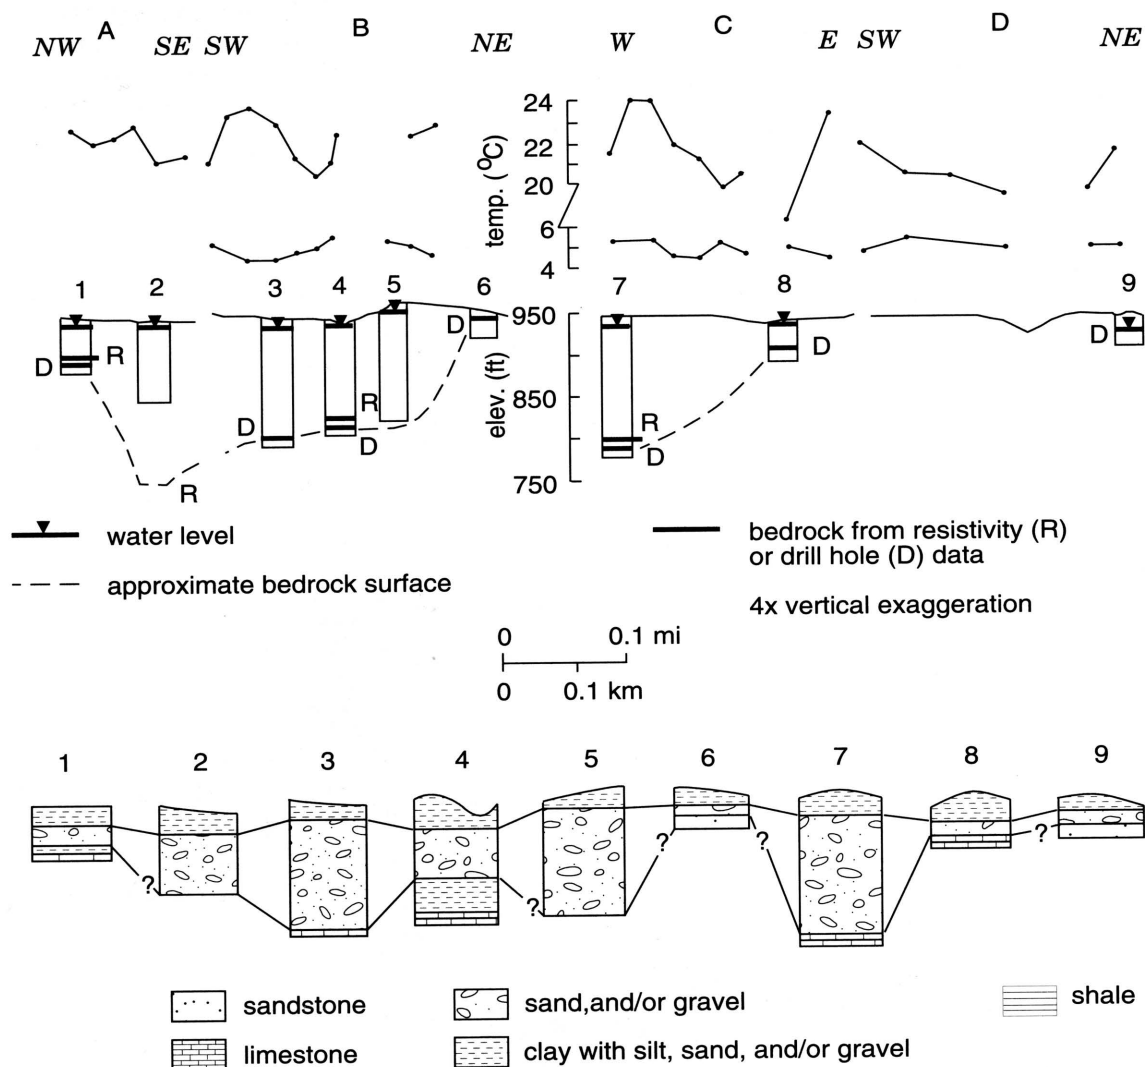 A B C D
NW SE SW NE W E SW NE
24
22
20
6
4
temp. (°C)
1 2 3 4 5 6 7 8 9
950
850
750
elev. (ft)
D R
R
D
R
D
D
R
D
D
D
water level
approximate bedrock surface
bedrock from resistivity (R)
or drill hole (D) data
4x vertical exaggeration
0 0.1 mi
0 0.1 km
1 2 3 4 5 6 7 8 9
? ? ? ? ?
sandstone
sand,and/or gravel
shale
limestone
clay with silt, sand, and/or gravel